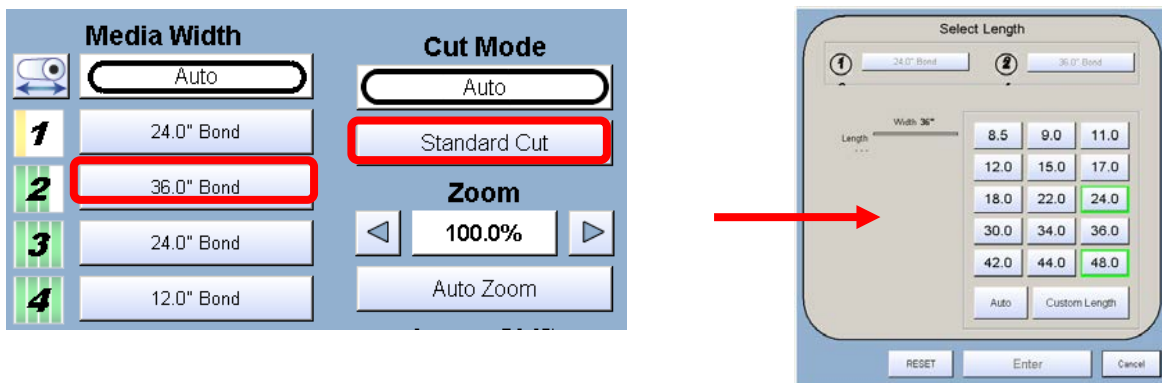 Media Width
Auto
1
24.0" Bond
2
36.0" Bond
3
24.0" Bond
4
12.0" Bond
Cut Mode
Auto
Standard Cut
Zoom
100.0%
Auto Zoom
Select Length
1 24.0" Bond 2 36.0" Bond
Width 36"
Length
---
8.5 9.0 11.0
12.0 15.0 17.0
18.0 22.0 24.0
30.0 34.0 36.0
42.0 44.0 48.0
Auto Custom Length
RESET Enter Cancel